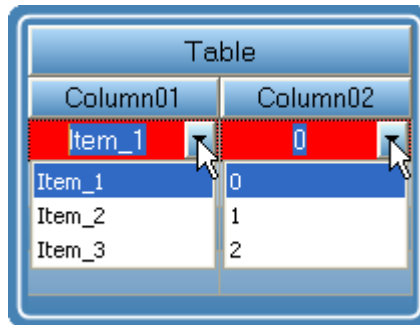 Table
Column01 Column02
Item_1 0
Item_1 0
Item_2 1
Item_3 2